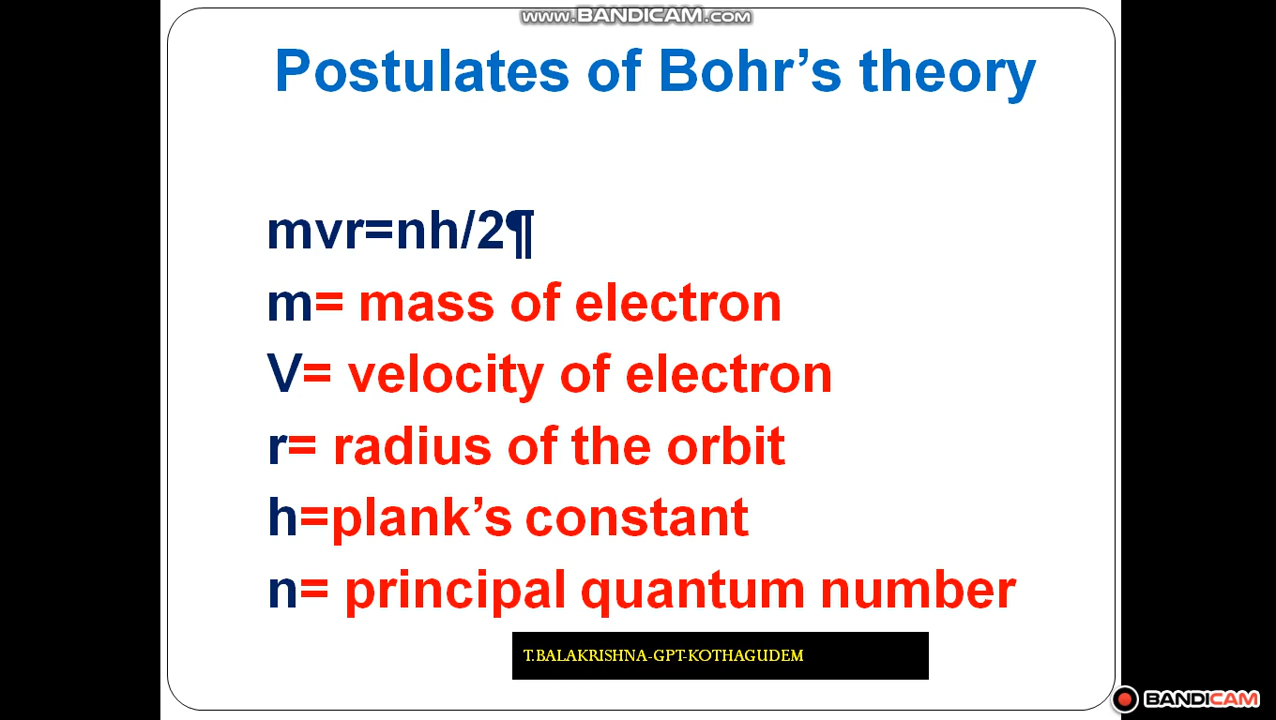 www.BANDICAM.com
Postulates of Bohr’s theory
mvr=nh/2¶
m= mass of electron
V= velocity of electron
r= radius of the orbit
h=plank’s constant
n= principal quantum number
T.BALAKRISHNA-GPT-KOTHAGUDEM
BANDICAM